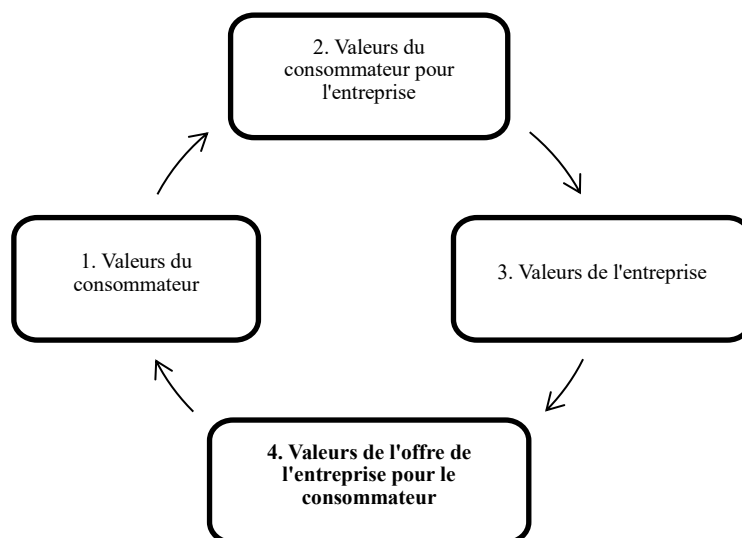 2. Valeurs du
consommateur pour
l'entreprise
1. Valeurs du
consommateur
3. Valeurs de l'entreprise
4. Valeurs de l'offre de
l'entreprise pour le
consommateur